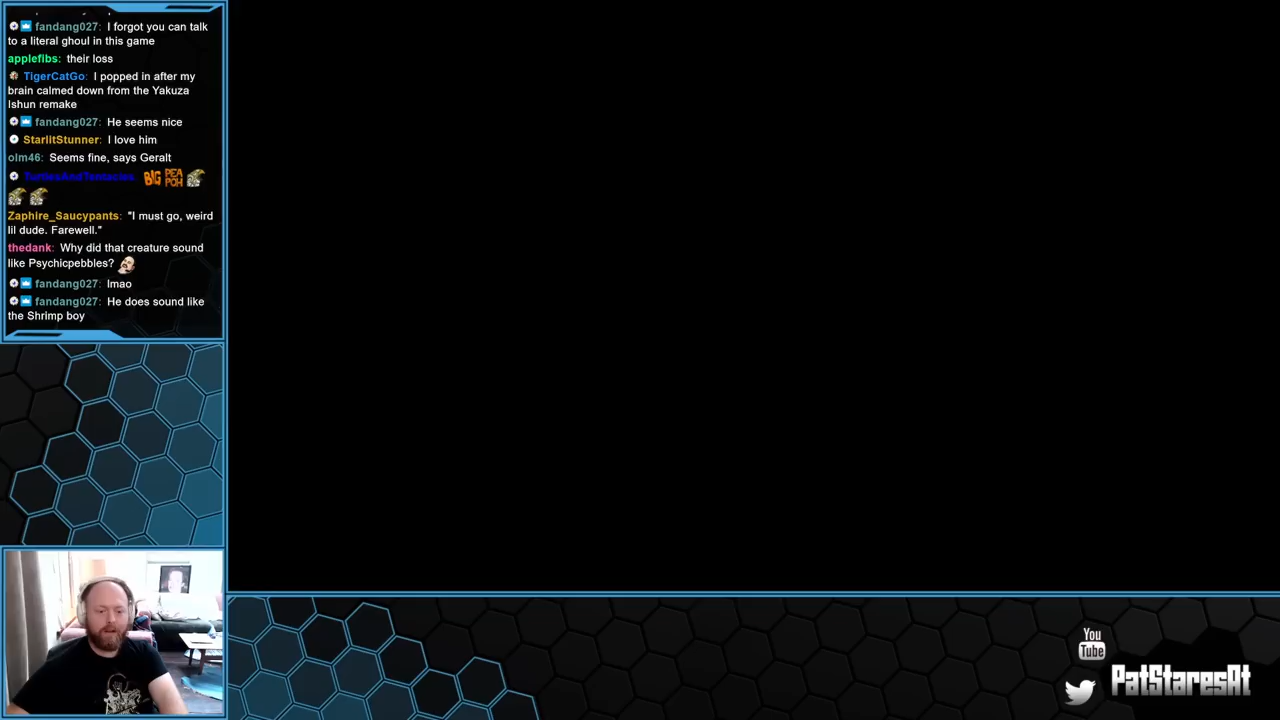 fandang027: I forgot you can talk
to a literal ghoul in this game
applefibs: their loss
TigerCatGo: I popped in after my
brain calmed down from the Yakuza
Ishun remake
fandang027: He seems nice
StarlitStunner: I love him
olm46: Seems fine, says Geralt
TurtlesAndTentacles: BIG PEA POH
Zaphire_Saucypants: "I must go, weird
lil dude. Farewell."
thedank: Why did that creature sound
like Psychicpebbles?
fandang027: lmao
fandang027: He does sound like
the Shrimp boy
You
Tube
PatStaresAt